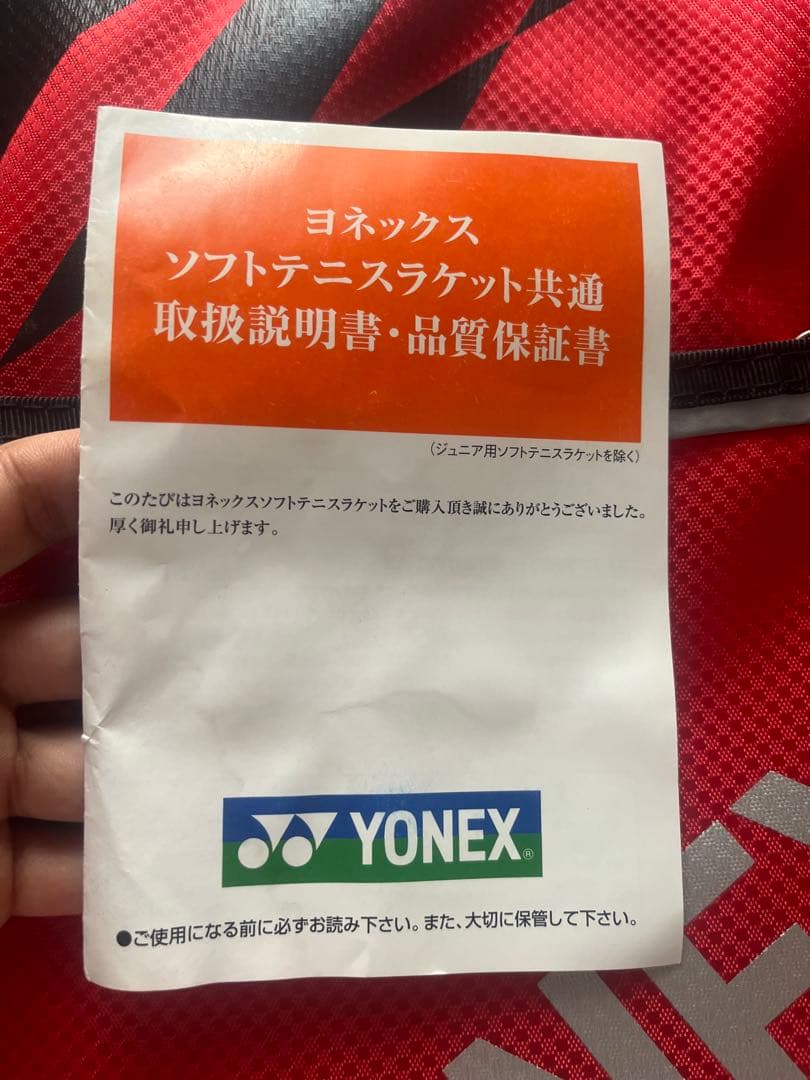 ヨネックス
ソフトテニスラケット共通
取扱説明書・品質保証書
（ジュニア用ソフトテニスラケットを除く）
このたびはヨネックスソフトテニスラケットをご購入頂き誠にありがとうございました。
厚く御礼申し上げます。
YONEX®
●ご使用になる前に必ずお読み下さい。また、大切に保管して下さい。